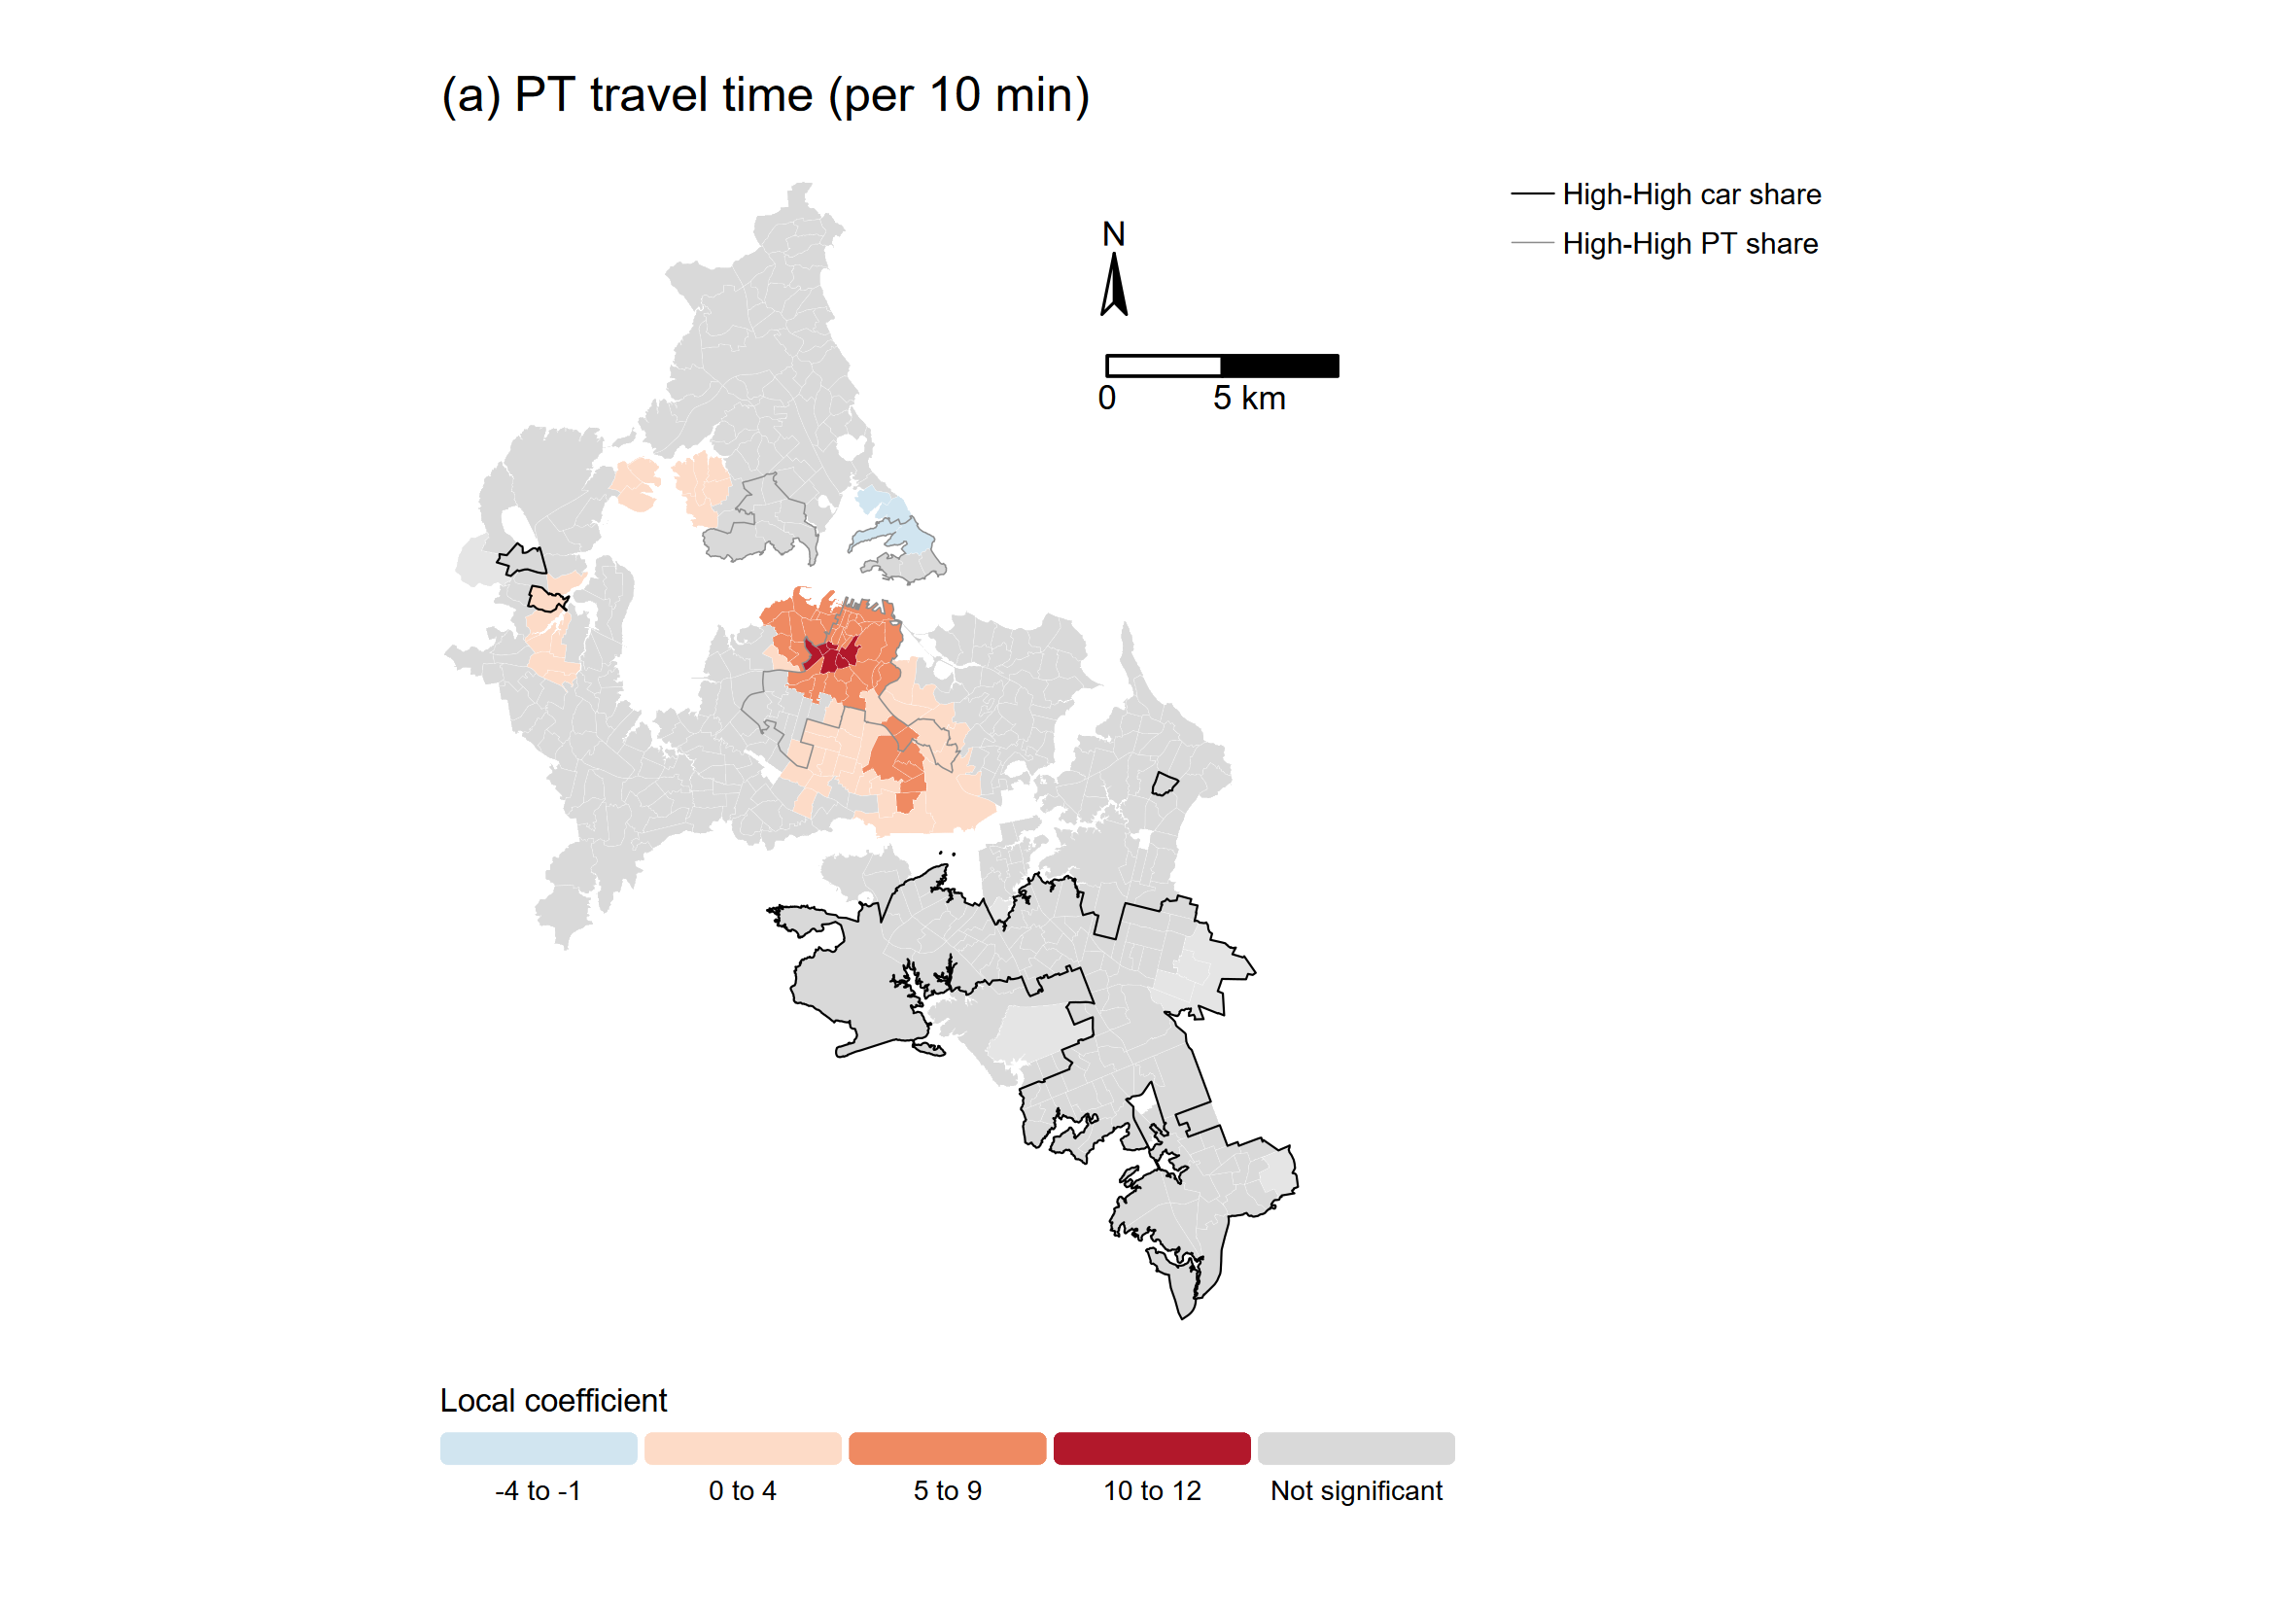 (a) PT travel time (per 10 min)
High-High car share
High-High PT share
N
0 5 km
Local coefficient
-4 to -1 0 to 4 5 to 9 10 to 12 Not significant